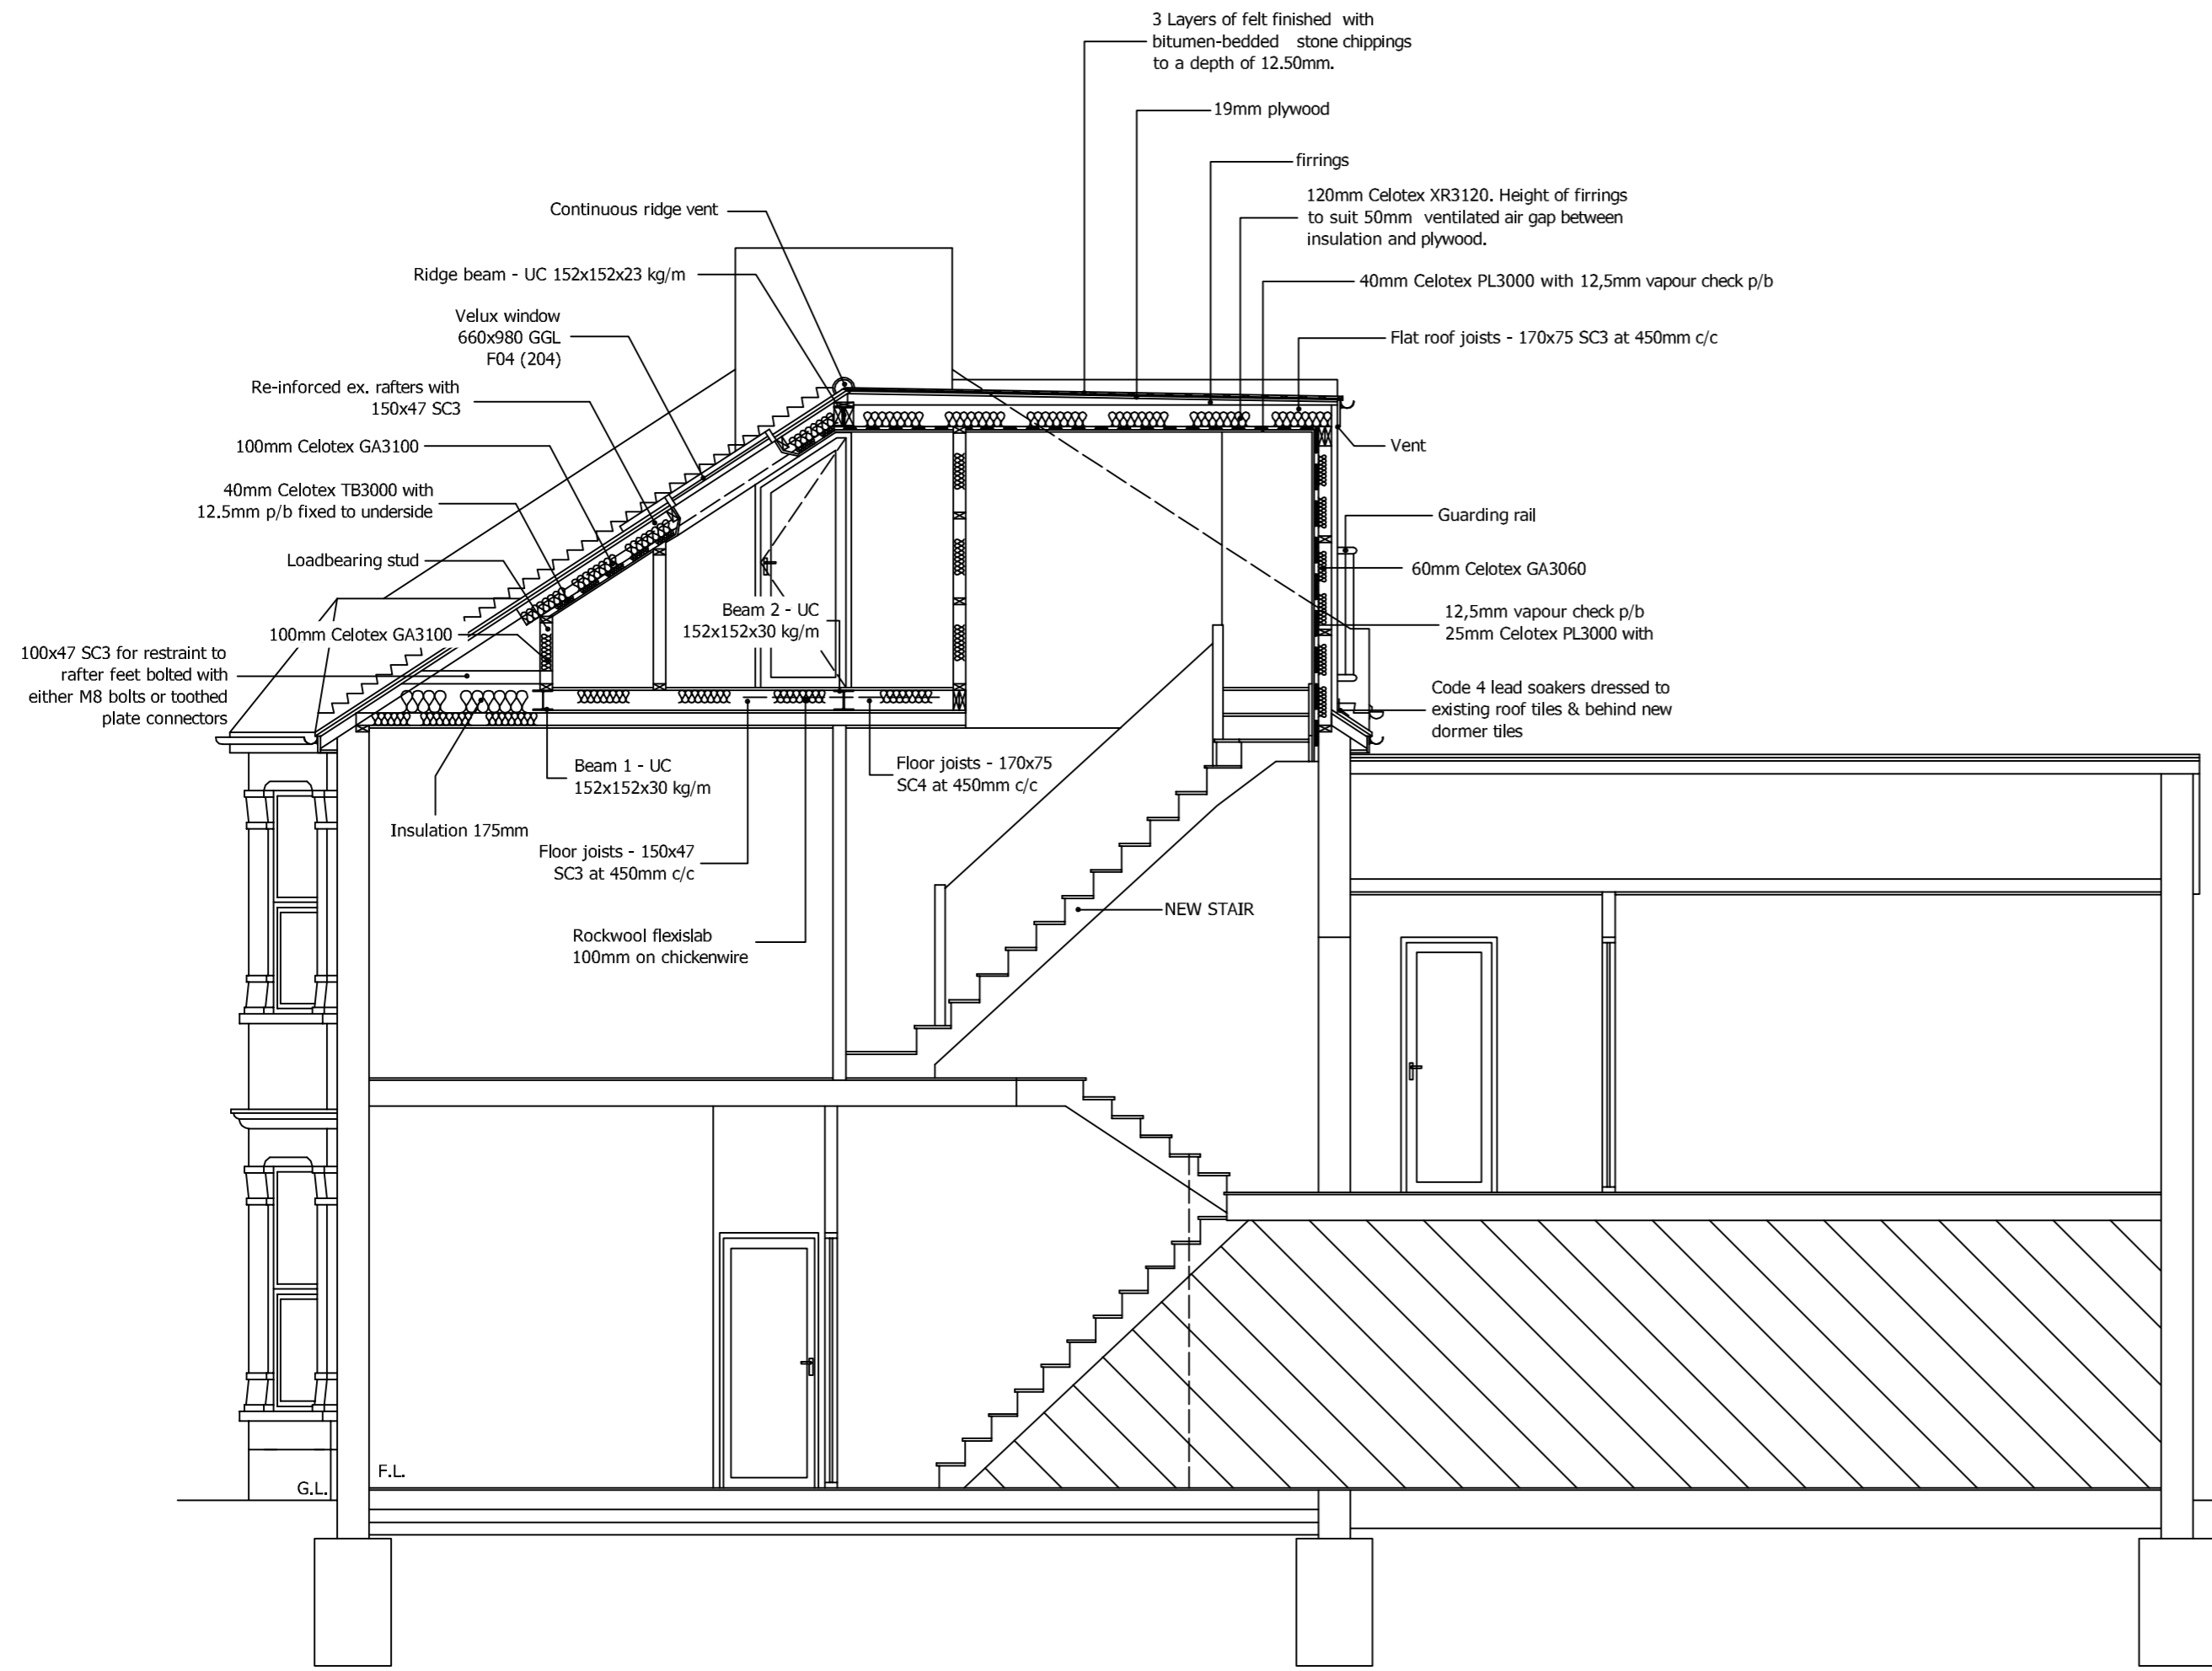 3 Layers of felt finished with
bitumen-bedded stone chippings
to a depth of 12.50mm.
19mm plywood
firrings
120mm Celotex XR3120. Height of firrings
to suit 50mm ventilated air gap between
insulation and plywood.
Continuous ridge vent
Ridge beam - UC 152x152x23 kg/m
40mm Celotex PL3000 with 12,5mm vapour check p/b
Velux window
660x980 GGL
F04 (204)
Flat roof joists - 170x75 SC3 at 450mm c/c
Re-inforced ex. rafters with
150x47 SC3
100mm Celotex GA3100
Vent
40mm Celotex TB3000 with
12.5mm p/b fixed to underside
Guarding rail
Loadbearing stud
60mm Celotex GA3060
Beam 2 - UC
152x152x30 kg/m
12,5mm vapour check p/b
25mm Celotex PL3000 with
100mm Celotex GA3100
100x47 SC3 for restraint to
rafter feet bolted with
either M8 bolts or toothed
plate connectors
Code 4 lead soakers dressed to
existing roof tiles & behind new
dormer tiles
Beam 1 - UC
152x152x30 kg/m
Floor joists - 170x75
SC4 at 450mm c/c
Insulation 175mm
Floor joists - 150x47
SC3 at 450mm c/c
NEW STAIR
Rockwool flexislab
100mm on chickenwire
F.L.
G.L.